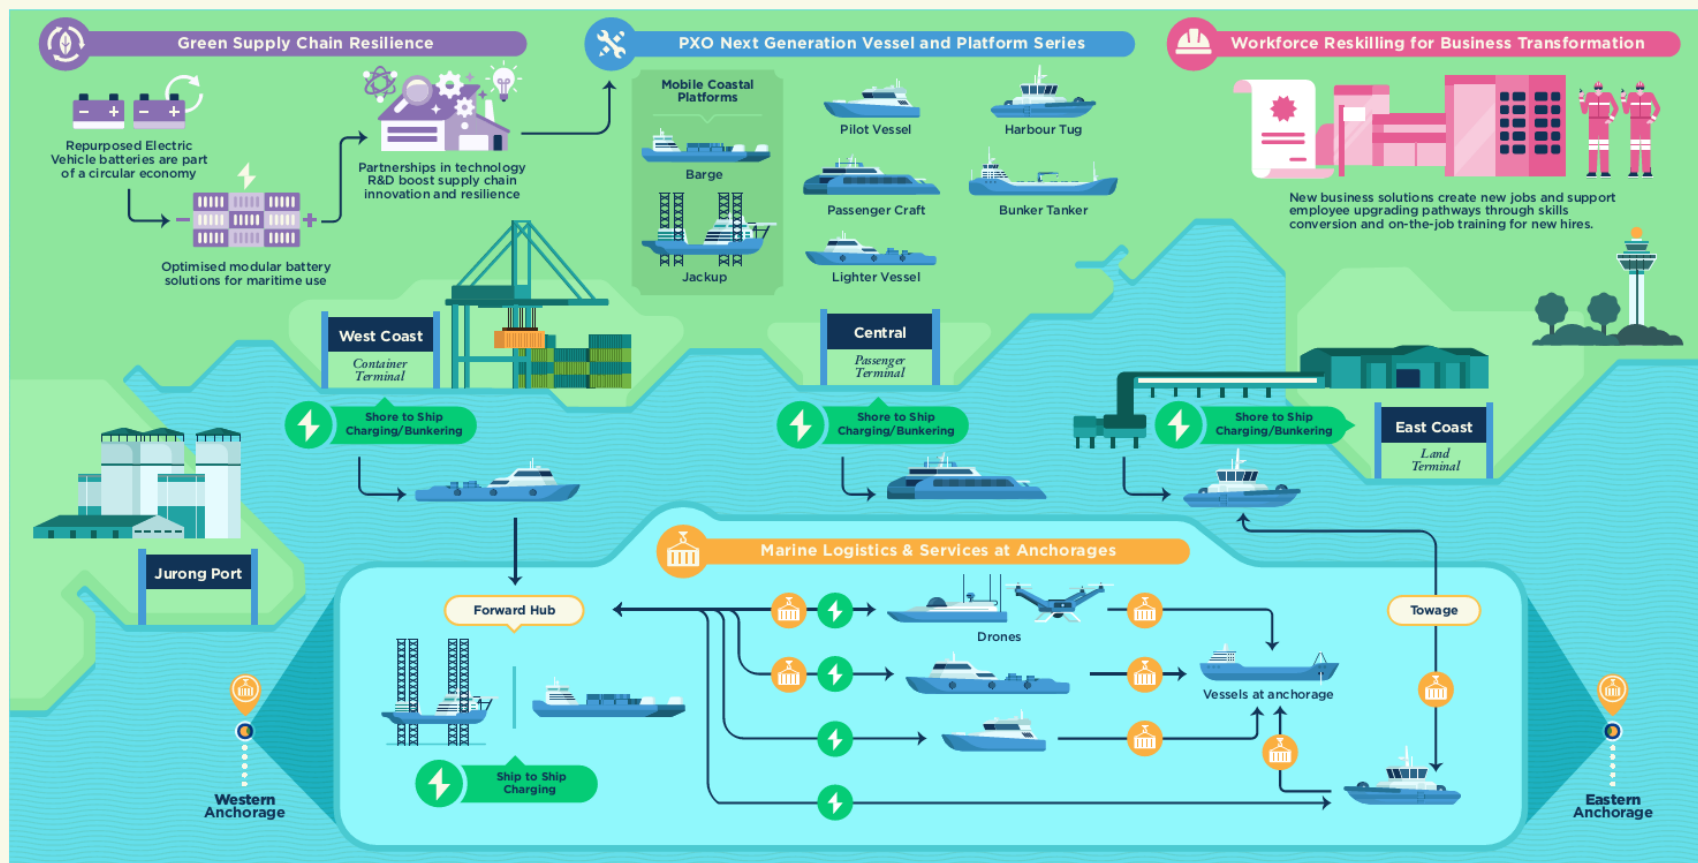 Green Supply Chain Resilience
PXO Next Generation Vessel and Platform Series
Workforce Reskilling for Business Transformation
Repurposed Electric
Vehicle batteries are part
of a circular economy
Optimised modular battery
solutions for maritime use
Partnerships in technology
R&D boost supply chain
innovation and resilience
Mobile Coastal
Platforms
Barge
Jackup
Pilot Vessel
Harbour Tug
Passenger Craft
Bunker Tanker
Lighter Vessel
New business solutions create new jobs and support
employee upgrading pathways through skills
conversion and on-the-job training for new hires.
West Coast
Container
Terminal
Shore to Ship
Charging/Bunkering
Central
Passenger
Terminal
Shore to Ship
Charging/Bunkering
Shore to Ship
Charging/Bunkering
East Coast
Land
Terminal
Jurong Port
Marine Logistics & Services at Anchorages
Forward Hub
Drones
Towage
Vessels at anchorage
Ship to Ship
Charging
Western
Anchorage
Eastern
Anchorage